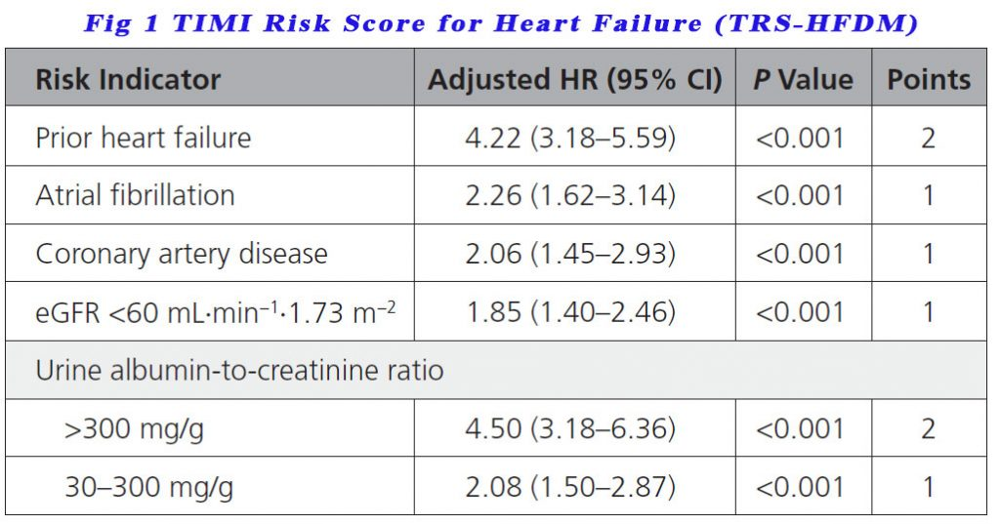 Fig 1 TIMI Risk Score for Heart Failure (TRS-HFDM)
Risk Indicator Adjusted HR (95% CI) P Value Points
Prior heart failure 4.22 (3.18–5.59) <0.001 2
Atrial fibrillation 2.26 (1.62–3.14) <0.001 1
Coronary artery disease 2.06 (1.45–2.93) <0.001 1
eGFR <60 mL·min⁻¹·1.73 m⁻² 1.85 (1.40–2.46) <0.001 1
Urine albumin-to-creatinine ratio
>300 mg/g 4.50 (3.18–6.36) <0.001 2
30–300 mg/g 2.08 (1.50–2.87) <0.001 1